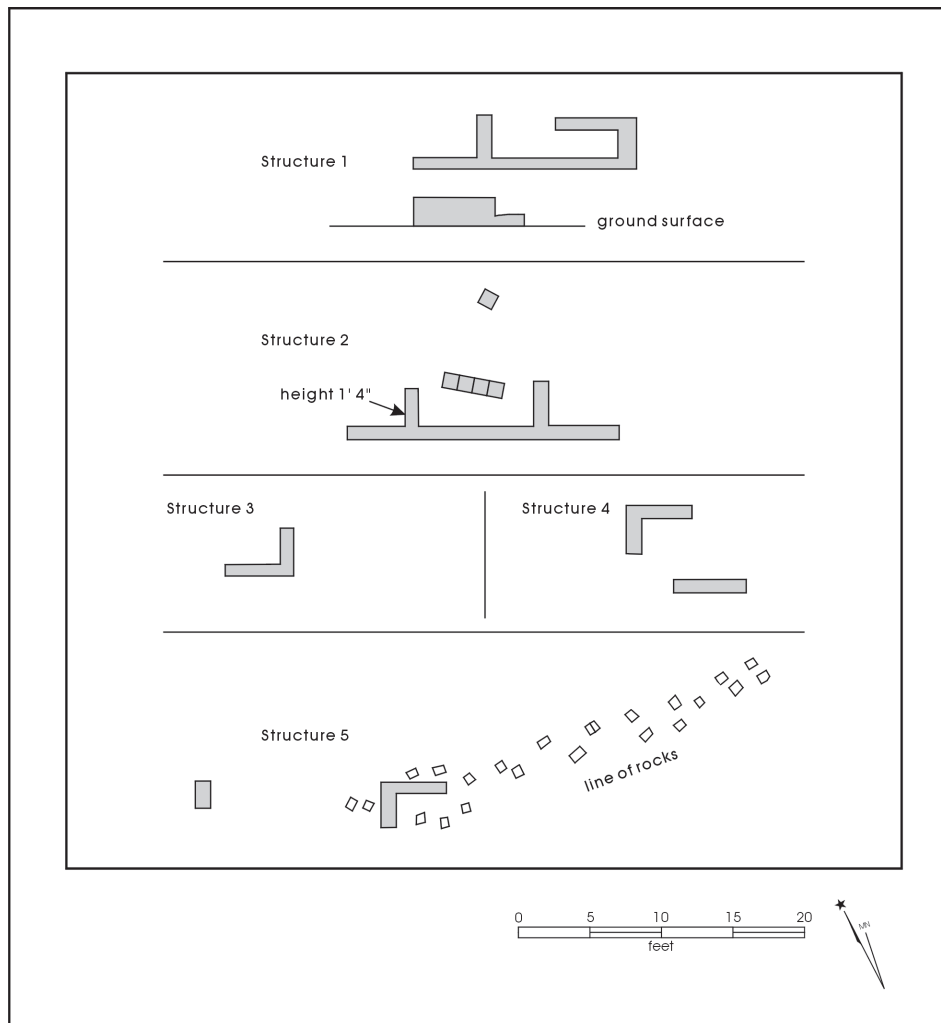 Structure 1
ground surface
Structure 2
height 1' 4"
Structure 3
Structure 4
Structure 5
line of rocks
0 5 10 15 20
feet
MN